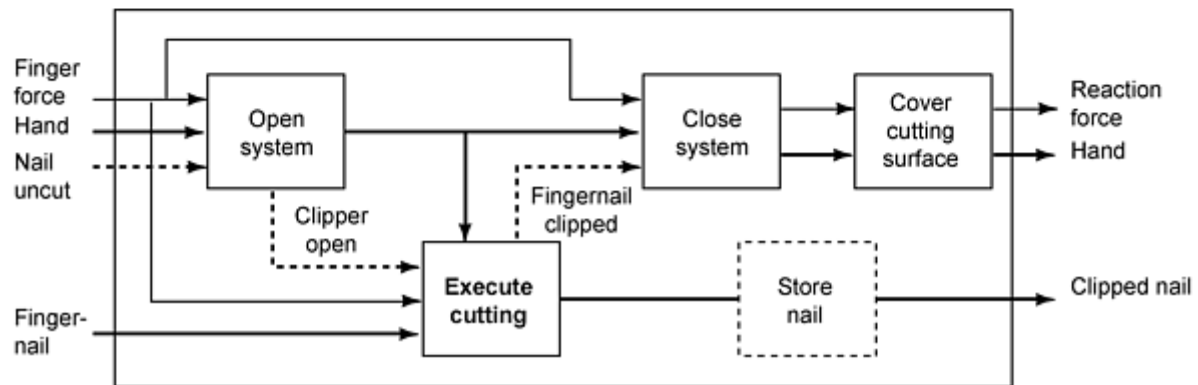 Finger
force
Hand
Nail
uncut
Open
system
Clipper
open
Fingernail
clipped
Close
system
Cover
cutting
surface
Reaction
force
Hand
Finger-
nail
Execute
cutting
Store
nail
Clipped nail